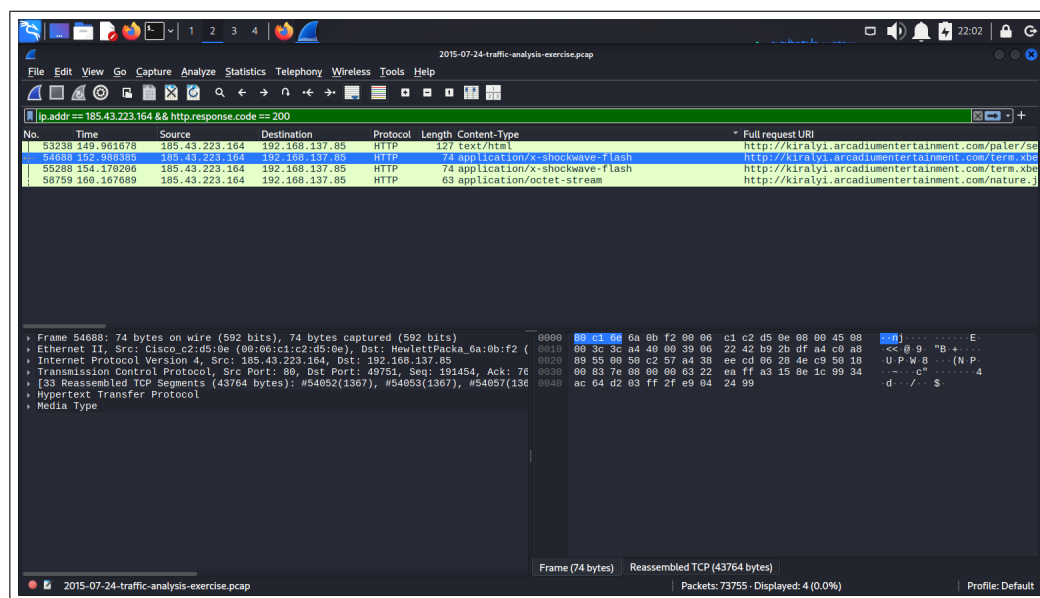 1 2 3 4 22:02
2015-07-24-traffic-analysis-exercise.pcap
File Edit View Go Capture Analyze Statistics Telephony Wireless Tools Help
ip.addr == 185.43.223.164 && http.response.code == 200
No. Time Source Destination Protocol Length Content-Type Full request URI
53238 149.961678 185.43.223.164 192.168.137.85 HTTP 127 text/html http://kiralyi.arcadiumentertainment.com/paler/se
54688 152.988385 185.43.223.164 192.168.137.85 HTTP 74 application/x-shockwave-flash http://kiralyi.arcadiumentertainment.com/term.xbe
55288 154.170206 185.43.223.164 192.168.137.85 HTTP 74 application/x-shockwave-flash http://kiralyi.arcadiumentertainment.com/term.xbe
58759 160.167689 185.43.223.164 192.168.137.85 HTTP 63 application/octet-stream http://kiralyi.arcadiumentertainment.com/nature.j
Frame 54688: 74 bytes on wire (592 bits), 74 bytes captured (592 bits)
Ethernet II, Src: Cisco_c2:d5:0e (00:06:c1:c2:d5:0e), Dst: HewlettPacka_6a:0b:f2 (
Internet Protocol Version 4, Src: 185.43.223.164, Dst: 192.168.137.85
Transmission Control Protocol, Src Port: 80, Dst Port: 49751, Seq: 191454, Ack: 76
[33 Reassembled TCP Segments (43764 bytes): #54052(1367), #54053(1367), #54057(136
Hypertext Transfer Protocol
Media Type
0000 80 c1 6e 6a 0b f2 00 06 c1 c2 d5 0e 08 00 45 08 ··nj···· ······E·
0010 00 3c 3c a4 40 00 39 06 22 42 b9 2b df a4 c0 a8 ·<<·@·9· "B·+····
0020 89 55 00 50 c2 57 a4 38 ee cd 06 28 4e c9 50 18 ·U·P·W·8 ···(N·P·
0030 00 83 7e 08 00 00 63 22 ea ff a3 15 8e 1c 99 34 ··~···c" ·······4
0040 ac 64 d2 03 ff 2f e9 04 24 99 ·d···/·· $·
Frame (74 bytes) Reassembled TCP (43764 bytes)
2015-07-24-traffic-analysis-exercise.pcap Packets: 73755 · Displayed: 4 (0.0%) Profile: Default